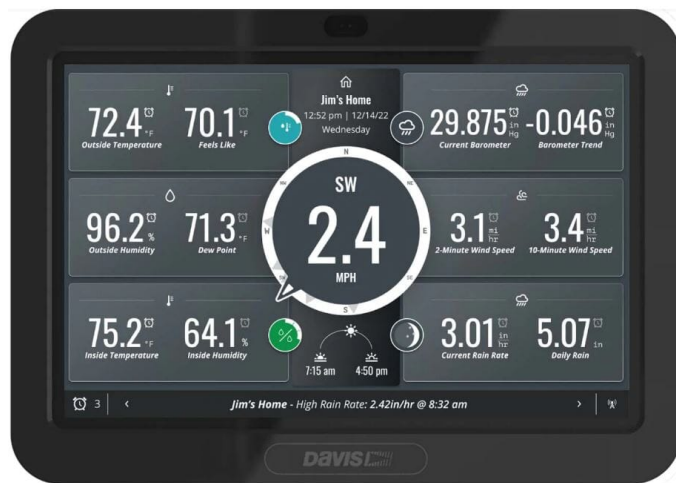 Jim's Home
12:52 pm | 12/14/22
Wednesday
72.4 °F
Outside Temperature
70.1 °F
Feels Like
29.875 in Hg
Current Barometer
-0.046 in Hg
Barometer Trend
N
SW
2.4
MPH
W
E
S
96.2 %
Outside Humidity
71.3 °F
Dew Point
3.1 mi hr
2-Minute Wind Speed
3.4 mi hr
10-Minute Wind Speed
75.2 °F
Inside Temperature
64.1 %
Inside Humidity
7:15 am
4:50 pm
3.01 in hr
Current Rain Rate
5.07 in
Daily Rain
3
Jim's Home - High Rain Rate: 2.42in/hr @ 8:32 am
DAVIS